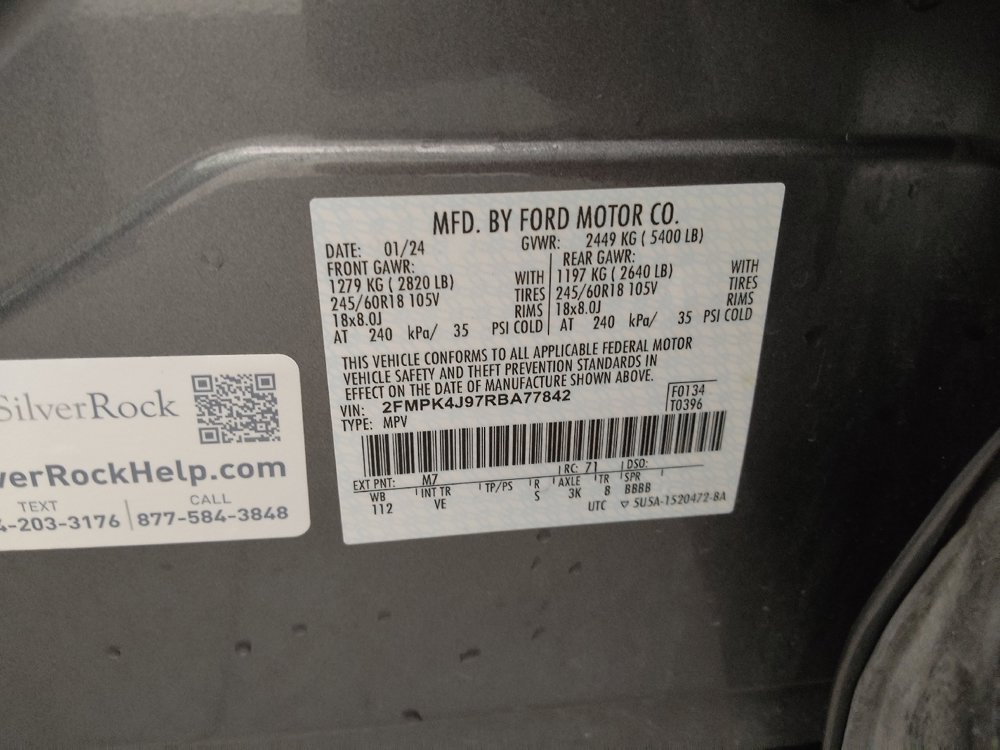 MFD. BY FORD MOTOR CO.
DATE: 01/24 GVWR: 2449 KG ( 5400 LB)
FRONT GAWR: REAR GAWR:
1279 KG ( 2820 LB) WITH 1197 KG ( 2640 LB) WITH
245/60R18 105V TIRES 245/60R18 105V TIRES
18x8.0J RIMS 18x8.0J RIMS
AT 240 kPa/ 35 PSI COLD AT 240 kPa/ 35 PSI COLD
THIS VEHICLE CONFORMS TO ALL APPLICABLE FEDERAL MOTOR
VEHICLE SAFETY AND THEFT PREVENTION STANDARDS IN
EFFECT ON THE DATE OF MANUFACTURE SHOWN ABOVE.
VIN: 2FMPK4J97RBA77842 F0134
TYPE: MPV T0396
EXT PNT: M7 RC: 71 DSO:
WB INT TR TP/PS R AXLE TR SPR
112 VE S 3K 8 BBBB
UTC ▽ 5U5A-1520472-BA
SilverRock
verRockHelp.com
TEXT CALL
4-203-3176 877-584-3848